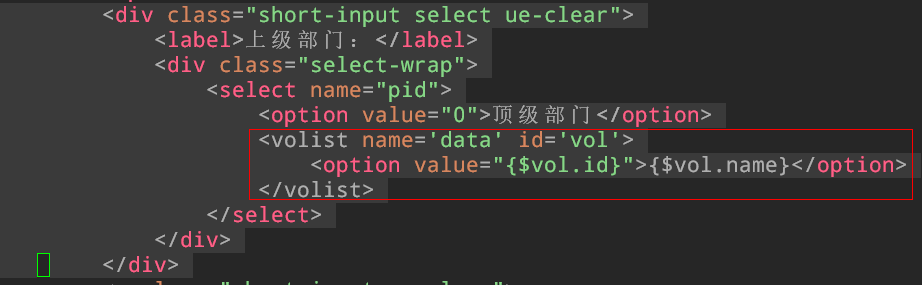 <div class="short-input select ue-clear">
<label>上级部门：</label>
<div class="select-wrap">
<select name="pid">
<option value="0">顶级部门</option>
<volist name='data' id='vol'>
<option value="{$vol.id}">{$vol.name}</option>
</volist>
</select>
</div>
</div>